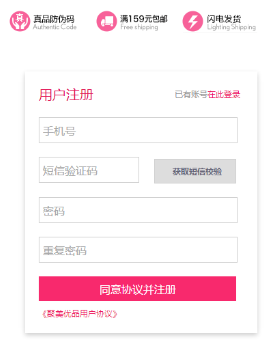 真品防伪码
Authentic Code
满159元包邮
Free shipping
闪电发货
Lighting Shipping
用户注册
已有账号在此登录
手机号
短信验证码
获取短信校验
密码
重复密码
同意协议并注册
《聚美优品用户协议》